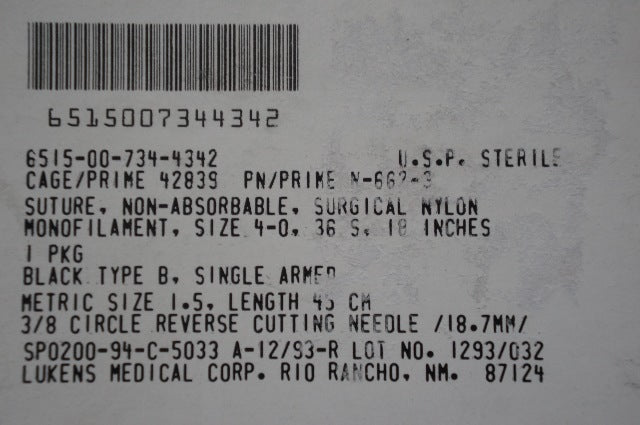 6515007344342
6515-00-734-4342 U.S.P. STERILE
CAGE/PRIME 42839 PN/PRIME N-662-3
SUTURE, NON-ABSORBABLE, SURGICAL NYLON
MONOFILAMENT, SIZE 4-0, 36 S, 18 INCHES
1 PKG
BLACK TYPE B, SINGLE ARMED
METRIC SIZE 1.5, LENGTH 45 CM
3/8 CIRCLE REVERSE CUTTING NEEDLE /18.7MM/
SP0200-94-C-5033 A-12/93-R LOT NO. 1293/032
LUKENS MEDICAL CORP. RIO RANCHO, NM. 87124